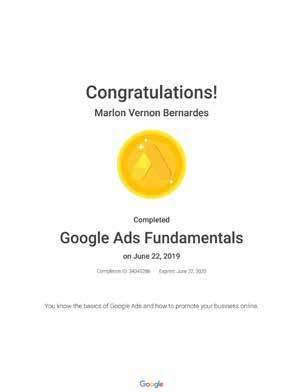 Congratulations!
Marlon Vernon Bernardes
Completed
Google Ads Fundamentals
on June 22, 2019
Completion ID: 34045286 Expires: June 22, 2020
You know the basics of Google Ads and how to promote your business online.
Google